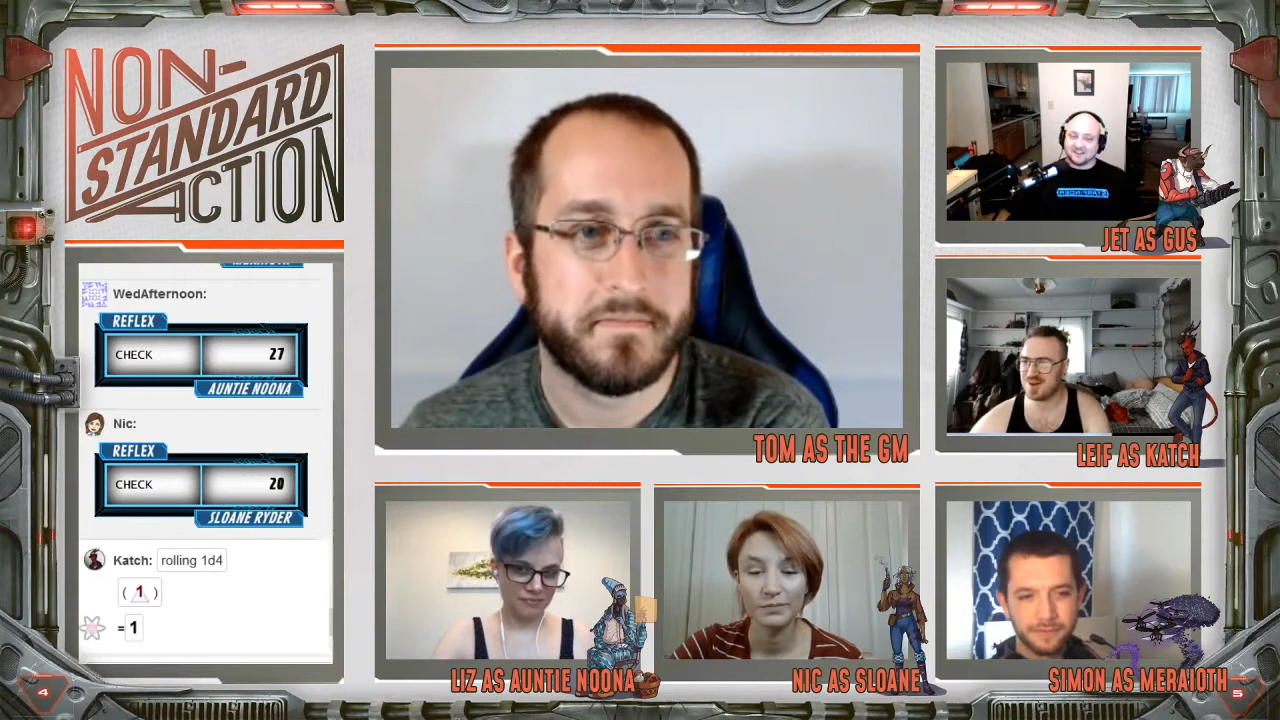 NON-
STANDARD
ACTION
WedAfternoon:
REFLEX
CHECK 27
AUNTIE NOONA
Nic:
REFLEX
CHECK 20
SLOANE RYDER
Katch: rolling 1d4
( 1 )
=1
TOM AS THE GM
JET AS GUS
LEIF AS KATCH
LIZ AS AUNTIE NOONA
NIC AS SLOANE
SIMON AS MERAIOTH
4
5